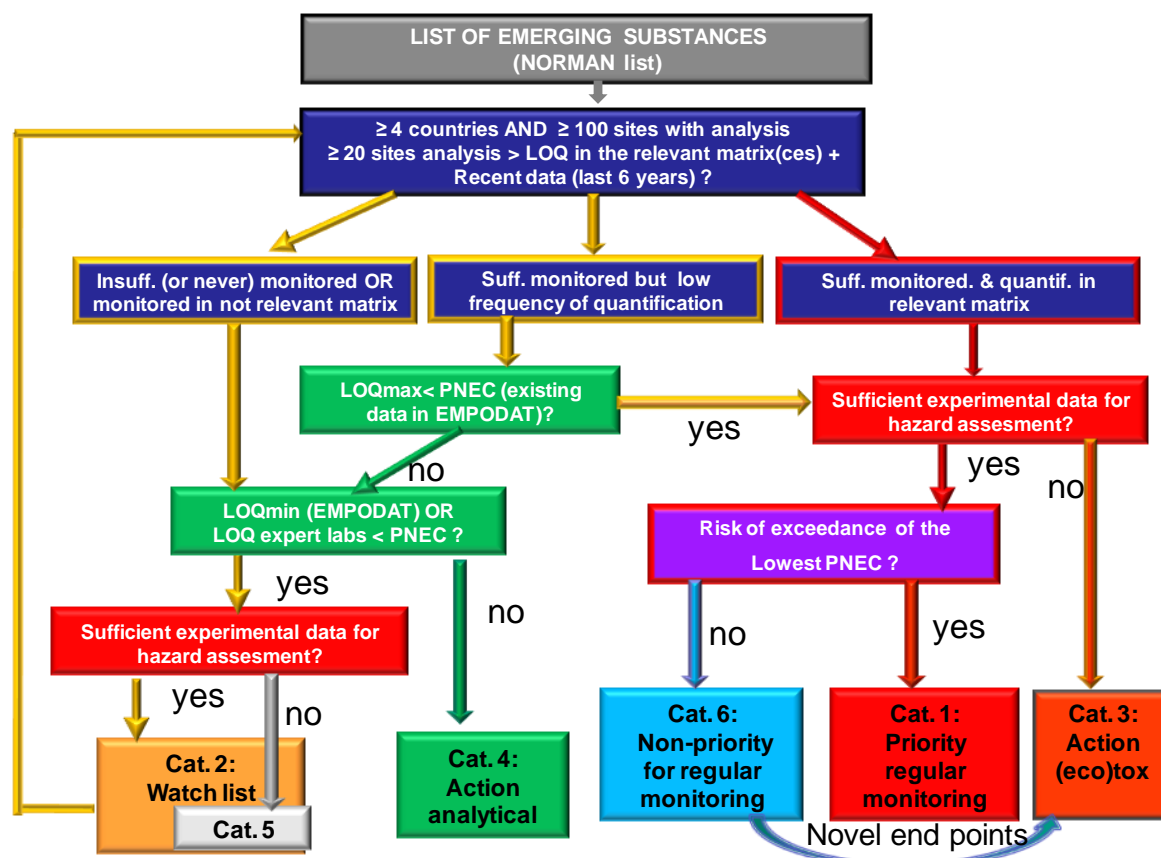 LIST OF EMERGING SUBSTANCES
(NORMAN list)
≥ 4 countries AND ≥ 100 sites with analysis
≥ 20 sites analysis > LOQ in the relevant matrix(ces) +
Recent data (last 6 years) ?
Insuff. (or never) monitored OR
monitored in not relevant matrix
Suff. monitored but low
frequency of quantification
Suff. monitored. & quantif. in
relevant matrix
LOQmax< PNEC (existing
data in EMPODAT)?
yes
Sufficient experimental data for
hazard assesment?
no
yes
no
LOQmin (EMPODAT) OR
LOQ expert labs < PNEC ?
Risk of exceedance of the
Lowest PNEC ?
yes
no
no
yes
Sufficient experimental data for
hazard assesment?
yes
no
Cat. 2:
Watch list
Cat. 5
Cat. 4:
Action
analytical
Cat. 6:
Non-priority
for regular
monitoring
Cat. 1:
Priority
regular
monitoring
Cat. 3:
Action
(eco)tox
Novel end points